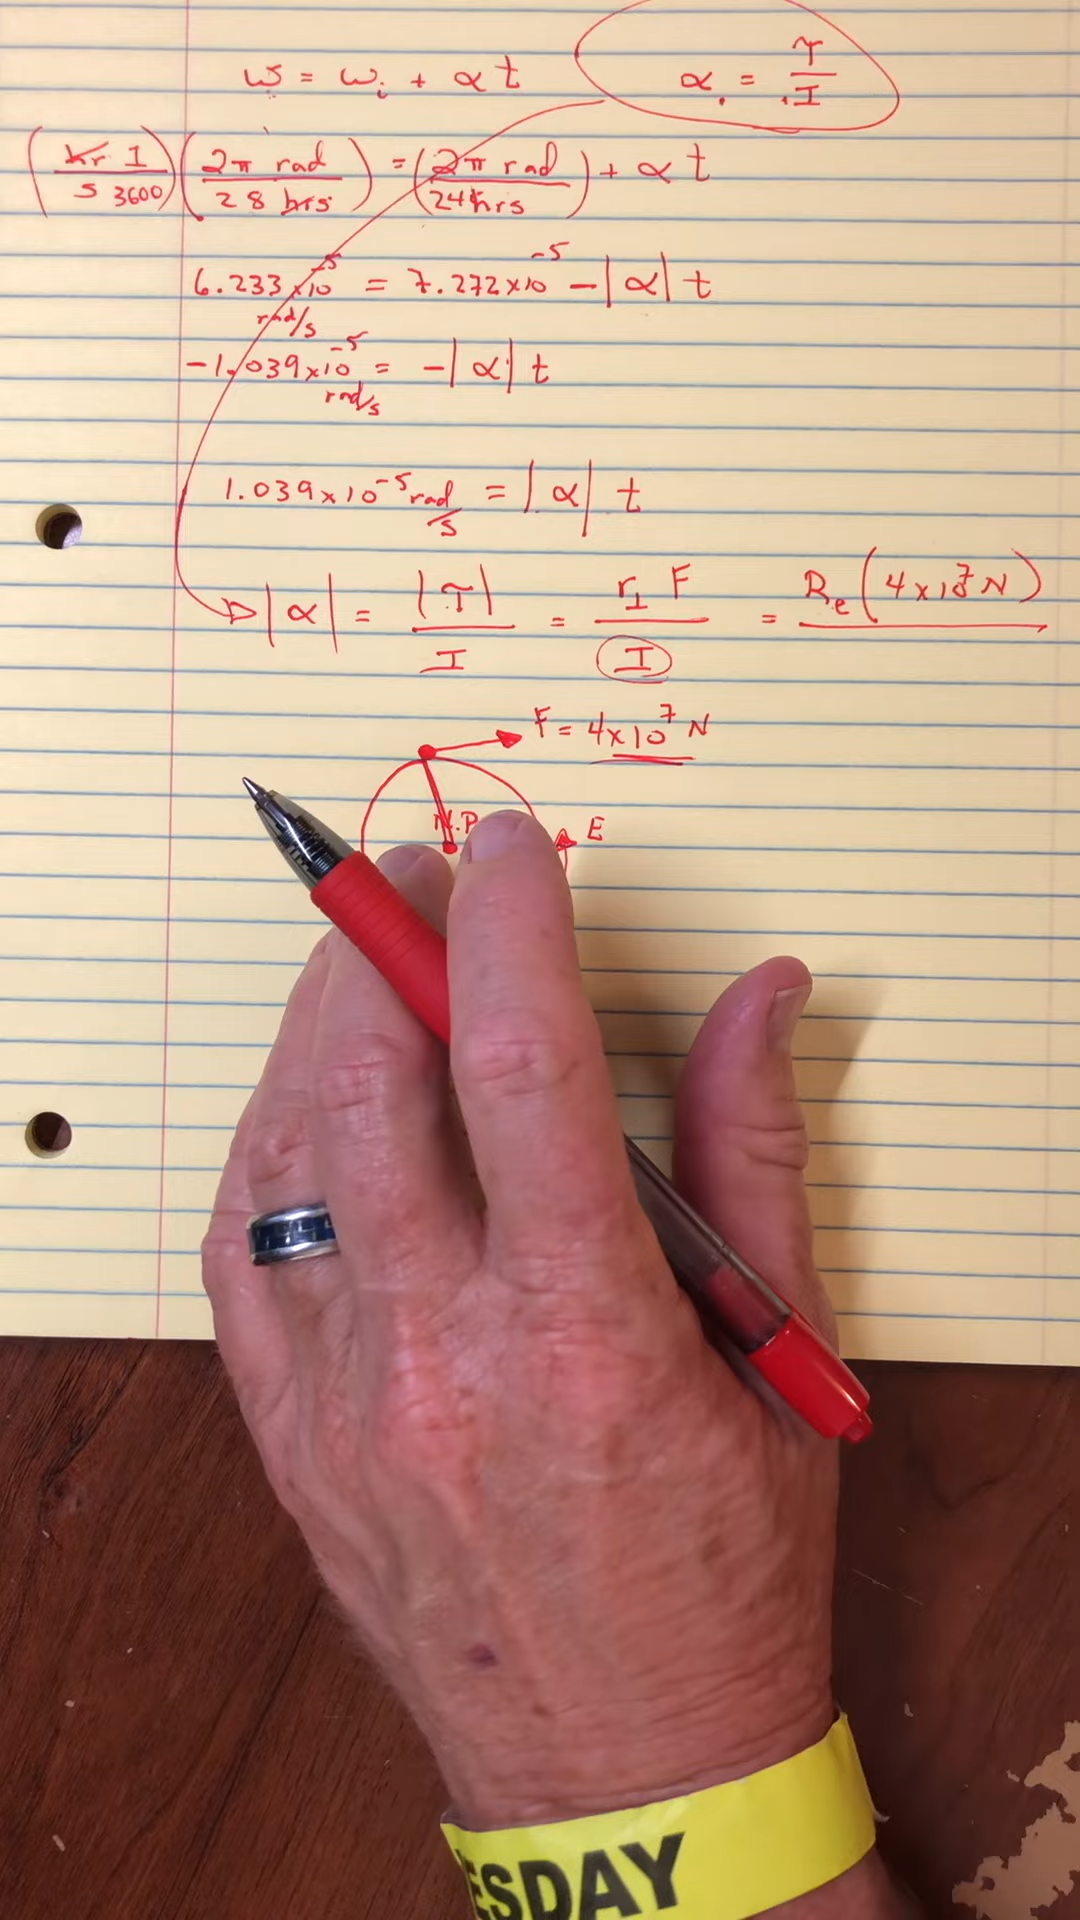 ω = ωi + α t
α. = τ/I
(hr 1 / s 3600)(2π rad / 28 hrs) = (2π rad / 24 hrs) + α t
6.233 x 10^-5 rad/s = 7.272 x 10^-5 - |α| t
-1.039 x 10^-5 rad/s = -|α| t
1.039 x 10^-5 rad/s = |α| t
|α| = |τ|/I = r⊥ F/I = Re (4 x 10^7 N)
F = 4 x 10^7 N
N.P
E
ESDAY